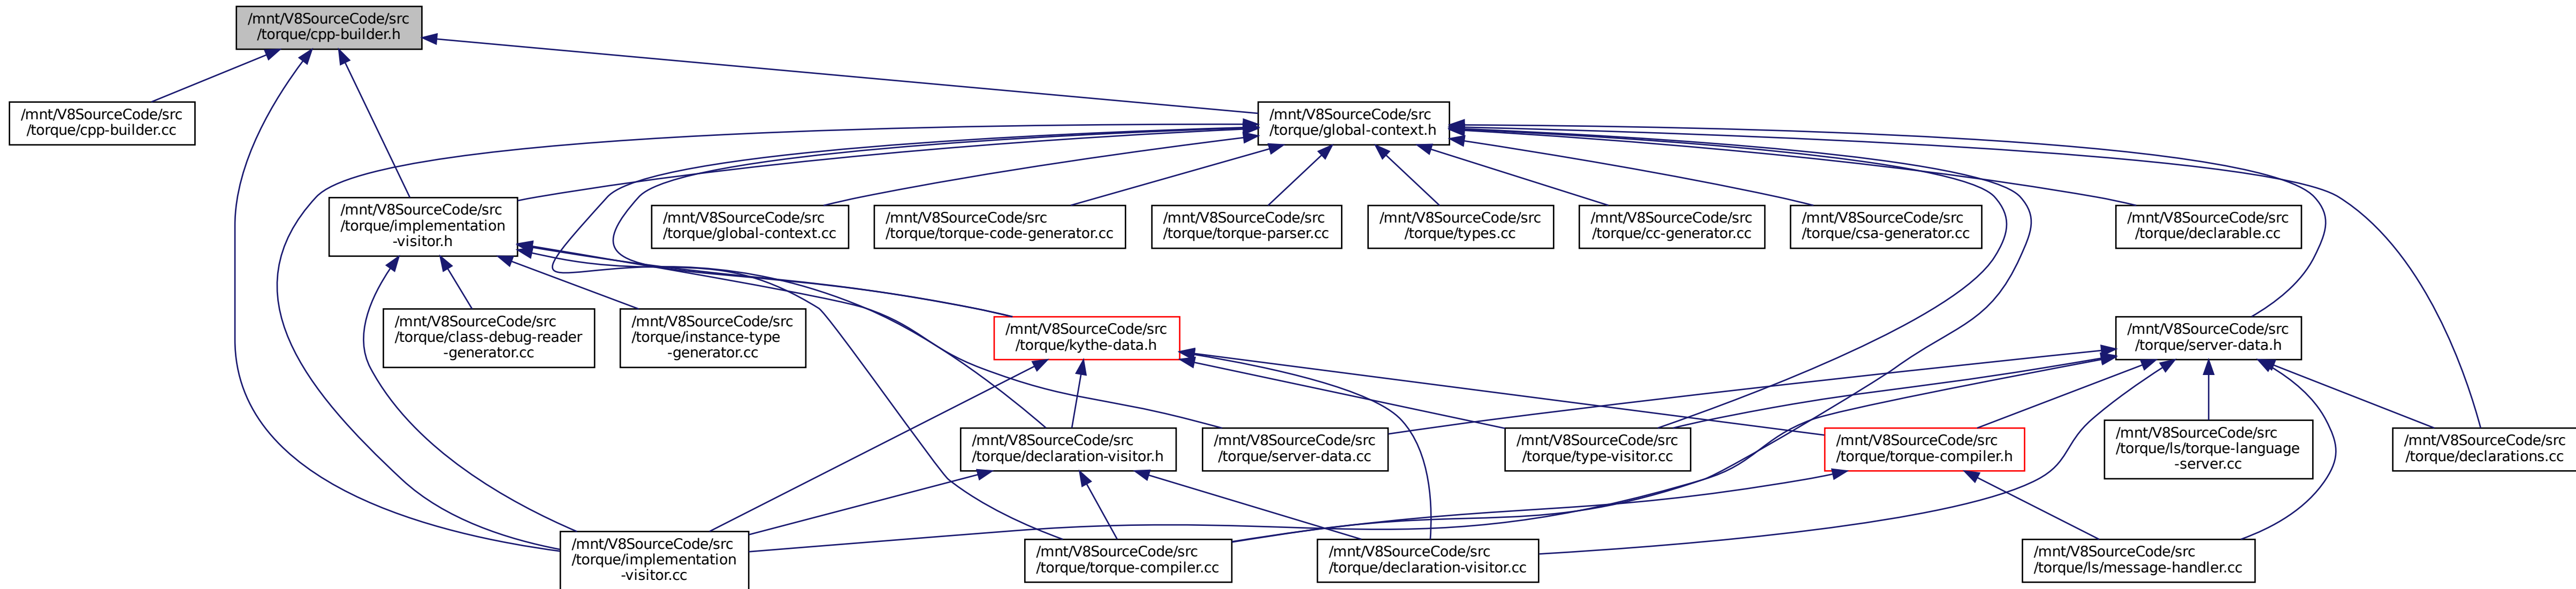 /mnt/V8SourceCode/src
/torque/cpp-builder.h
/mnt/V8SourceCode/src
/torque/cpp-builder.cc
/mnt/V8SourceCode/src
/torque/global-context.h
/mnt/V8SourceCode/src
/torque/implementation
-visitor.h
/mnt/V8SourceCode/src
/torque/global-context.cc
/mnt/V8SourceCode/src
/torque/torque-code-generator.cc
/mnt/V8SourceCode/src
/torque/torque-parser.cc
/mnt/V8SourceCode/src
/torque/types.cc
/mnt/V8SourceCode/src
/torque/cc-generator.cc
/mnt/V8SourceCode/src
/torque/csa-generator.cc
/mnt/V8SourceCode/src
/torque/declarable.cc
/mnt/V8SourceCode/src
/torque/class-debug-reader
-generator.cc
/mnt/V8SourceCode/src
/torque/instance-type
-generator.cc
/mnt/V8SourceCode/src
/torque/kythe-data.h
/mnt/V8SourceCode/src
/torque/server-data.h
/mnt/V8SourceCode/src
/torque/declaration-visitor.h
/mnt/V8SourceCode/src
/torque/server-data.cc
/mnt/V8SourceCode/src
/torque/type-visitor.cc
/mnt/V8SourceCode/src
/torque/torque-compiler.h
/mnt/V8SourceCode/src
/torque/ls/torque-language
-server.cc
/mnt/V8SourceCode/src
/torque/declarations.cc
/mnt/V8SourceCode/src
/torque/implementation
-visitor.cc
/mnt/V8SourceCode/src
/torque/torque-compiler.cc
/mnt/V8SourceCode/src
/torque/declaration-visitor.cc
/mnt/V8SourceCode/src
/torque/ls/message-handler.cc